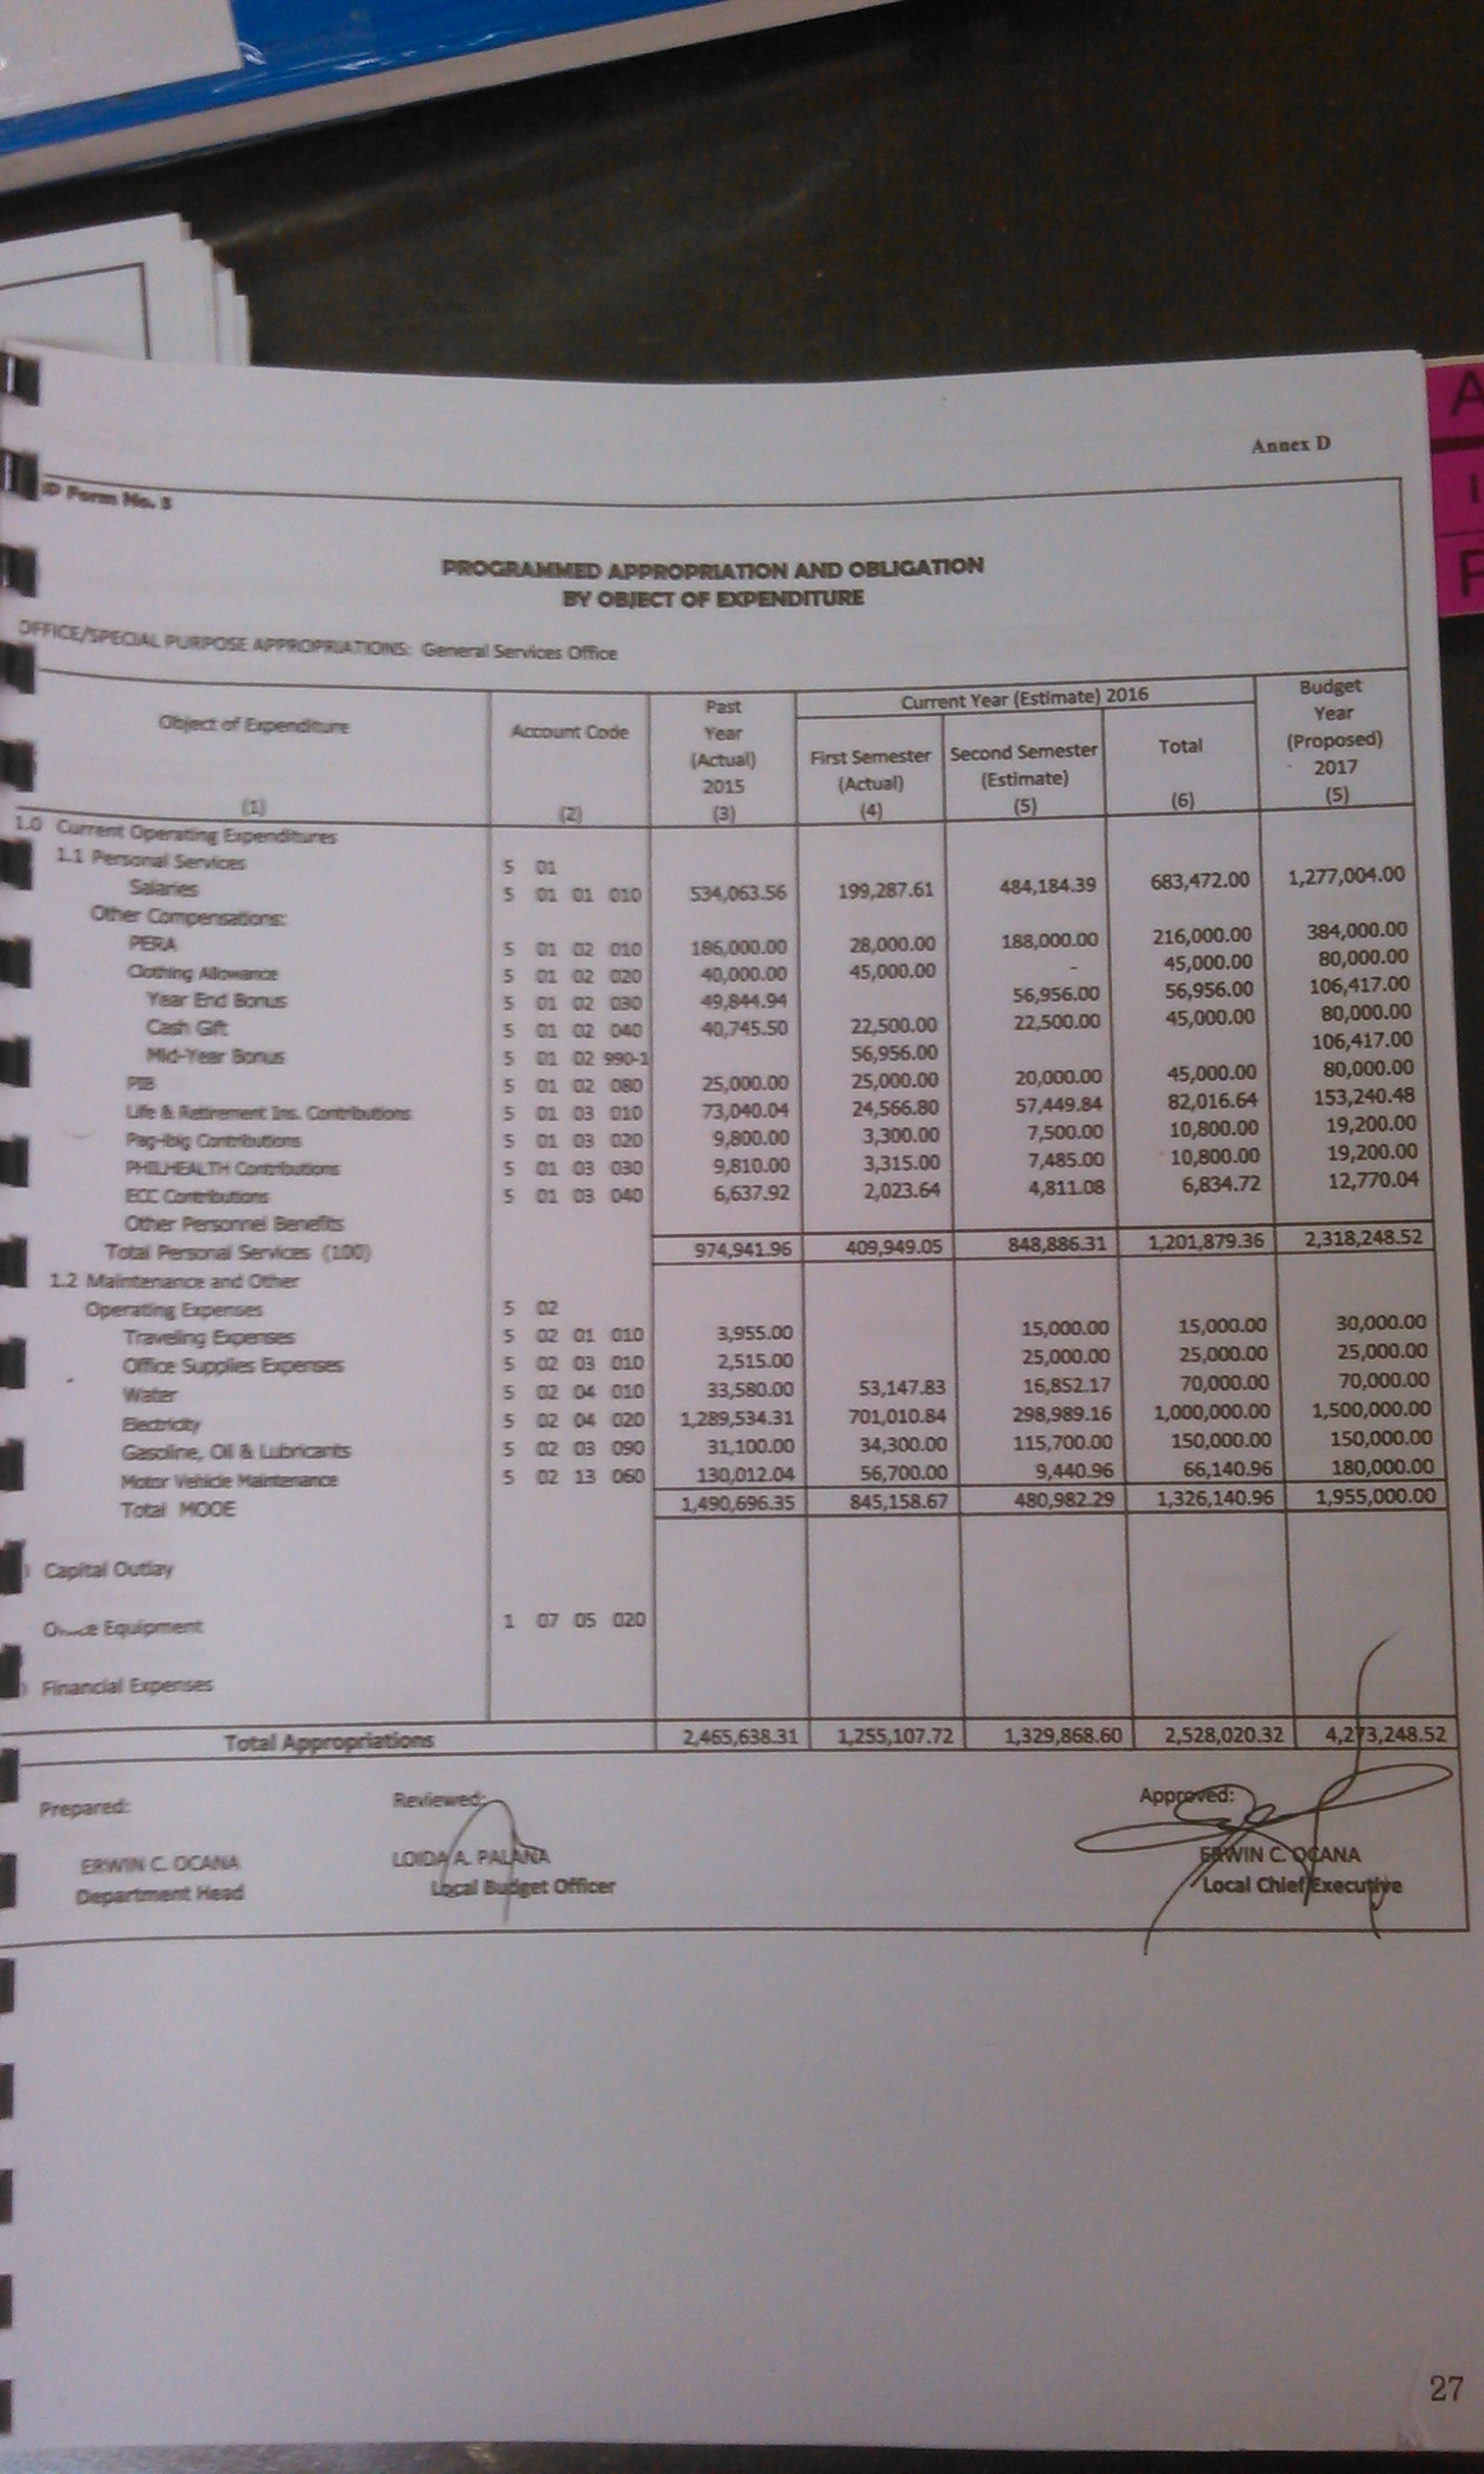 A
I
P
Annex D
Form No. 3
PROGRAMMED APPROPRIATION AND OBLIGATION
BY OBJECT OF EXPENDITURE
OFFICE/SPECIAL PURPOSE APPROPRIATIONS: General Services Office
Object of Expenditure (1) Account Code (2) Past Year (Actual) 2015 (3) Current Year (Estimate) 2016 First Semester (Actual) (4) Second Semester (Estimate) (5) Total (6) Budget Year (Proposed) 2017 (5)
1.0 Current Operating Expenditures
1.1 Personal Services 5 01
Salaries 5 01 01 010 534,063.56 199,287.61 484,184.39 683,472.00 1,277,004.00
Other Compensations:
PERA 5 01 02 010 186,000.00 28,000.00 188,000.00 216,000.00 384,000.00
Clothing Allowance 5 01 02 020 40,000.00 45,000.00 - 45,000.00 80,000.00
Year End Bonus 5 01 02 030 49,844.94 56,956.00 56,956.00 106,417.00
Cash Gift 5 01 02 040 40,745.50 22,500.00 22,500.00 45,000.00 80,000.00
Mid-Year Bonus 5 01 02 990-1 56,956.00 106,417.00
PIB 5 01 02 080 25,000.00 25,000.00 20,000.00 45,000.00 80,000.00
Life & Retirement Ins. Contributions 5 01 03 010 73,040.04 24,566.80 57,449.84 82,016.64 153,240.48
Pag-ibig Contributions 5 01 03 020 9,800.00 3,300.00 7,500.00 10,800.00 19,200.00
PHILHEALTH Contributions 5 01 03 030 9,810.00 3,315.00 7,485.00 10,800.00 19,200.00
ECC Contributions 5 01 03 040 6,637.92 2,023.64 4,811.08 6,834.72 12,770.04
Other Personnel Benefits
Total Personal Services (100) 974,941.96 409,949.05 848,886.31 1,201,879.36 2,318,248.52
1.2 Maintenance and Other
Operating Expenses 5 02
Traveling Expenses 5 02 01 010 3,955.00 15,000.00 15,000.00 30,000.00
Office Supplies Expenses 5 02 03 010 2,515.00 25,000.00 25,000.00 25,000.00
Water 5 02 04 010 33,580.00 53,147.83 16,852.17 70,000.00 70,000.00
Electricity 5 02 04 020 1,289,534.31 701,010.84 298,989.16 1,000,000.00 1,500,000.00
Gasoline, Oil & Lubricants 5 02 03 090 31,100.00 34,300.00 115,700.00 150,000.00 150,000.00
Motor Vehicle Maintenance 5 02 13 060 130,012.04 56,700.00 9,440.96 66,140.96 180,000.00
Total MOOE 1,490,696.35 845,158.67 480,982.29 1,326,140.96 1,955,000.00
Capital Outlay
Office Equipment 1 07 05 020
Financial Expenses
Total Appropriations 2,465,638.31 1,255,107.72 1,329,868.60 2,528,020.32 4,273,248.52
Prepared: Reviewed: Approved:
ERWIN C. OCANA LOIDA A. PALAÑA ERWIN C. OCANA
Department Head Local Budget Officer Local Chief Executive
27